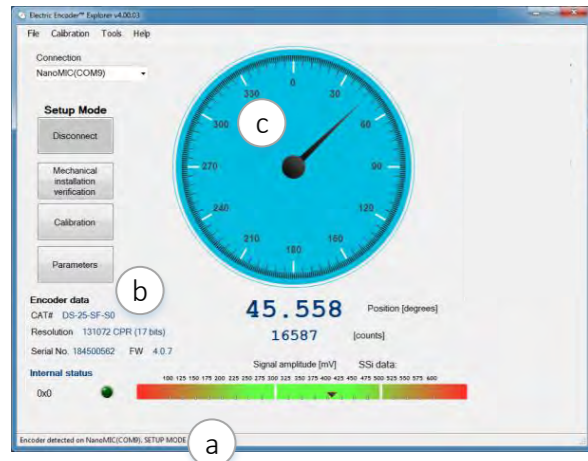 Electric Encoder™ Explorer v4.00.03
File Calibration Tools Help
Connection
NanoMIC(COM9)
Setup Mode
Disconnect
Mechanical
installation
verification
Calibration
Parameters
0
30
60
90
120
150
180
210
240
270
300
330
c
b
Encoder data
CAT# DS-25-SF-S0
Resolution 131072 CPR (17 bits)
Serial No. 184500562 FW 4.0.7
45.558 Position [degrees]
16587 [counts]
Signal amplitude [mV] SSi data:
100 125 150 175 200 225 250 275 300 325 350 375 400 425 450 475 500 525 550 575 600
Internal status
0x0
Encoder detected on NanoMIC(COM9). SETUP MODE
a